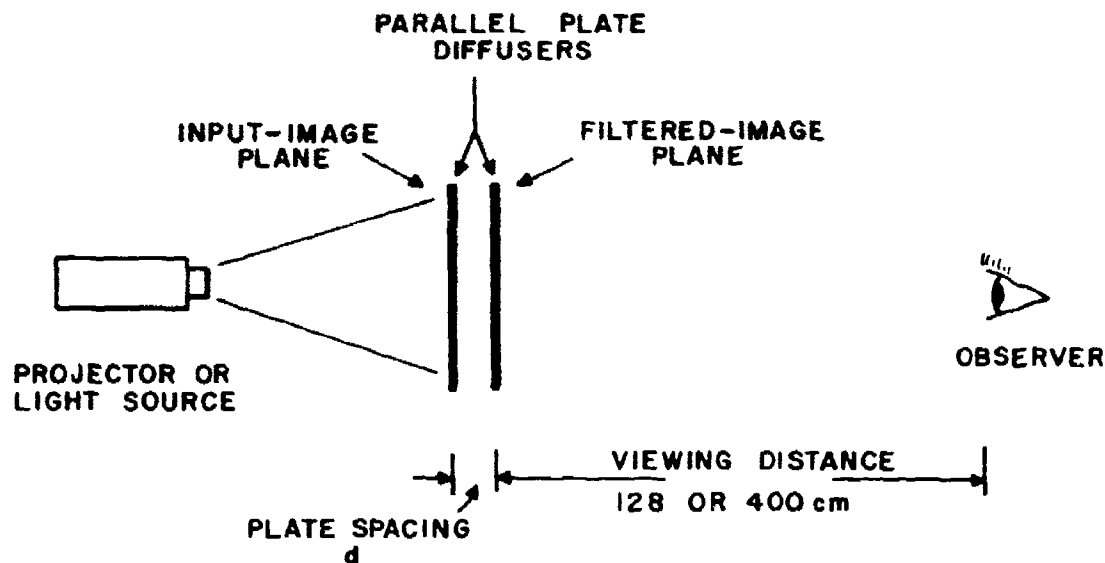 PARALLEL PLATE
DIFFUSERS
INPUT-IMAGE
PLANE
FILTERED-IMAGE
PLANE
PROJECTOR OR
LIGHT SOURCE
OBSERVER
VIEWING DISTANCE
128 OR 400 cm
PLATE SPACING
d